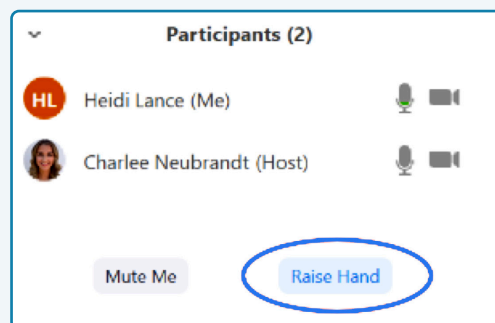 Participants (2)
HL Heidi Lance (Me)
Charlee Neubrandt (Host)
Mute Me Raise Hand